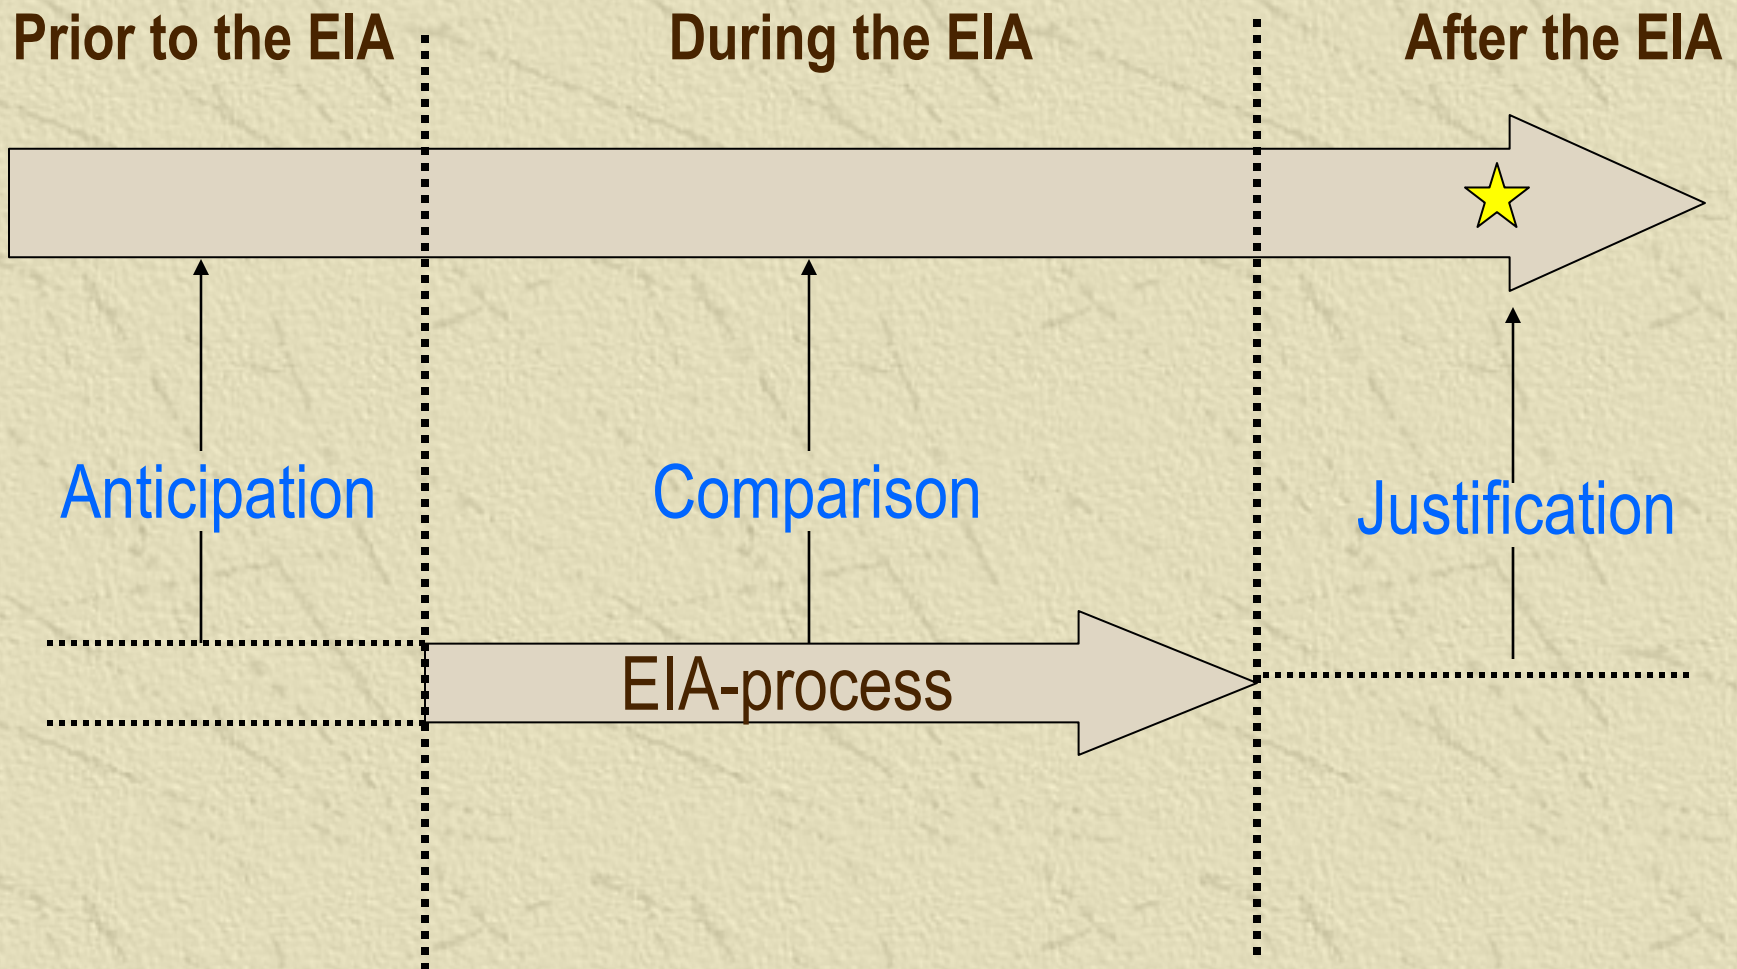 Prior to the EIA
During the EIA
After the EIA
Anticipation
Comparison
Justification
EIA-process